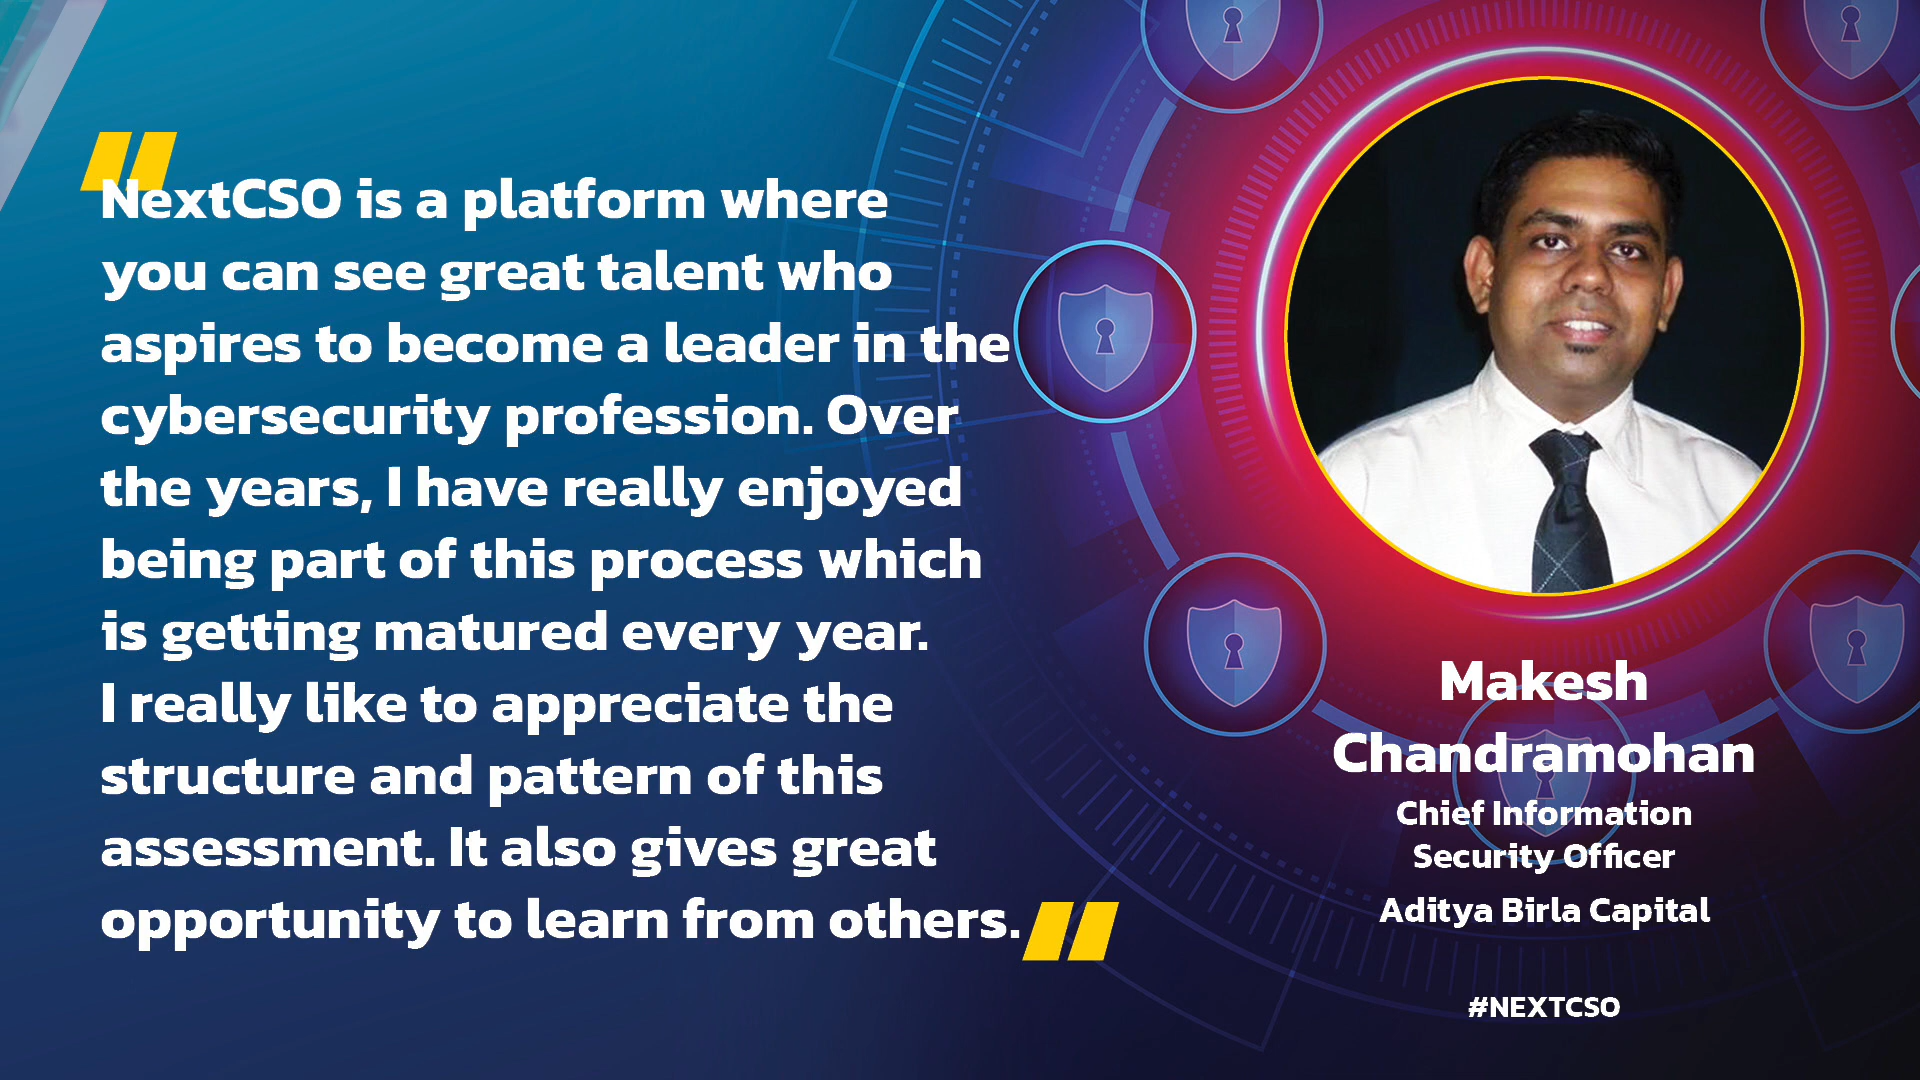 NextCSO is a platform where
you can see great talent who
aspires to become a leader in the
cybersecurity profession. Over
the years, I have really enjoyed
being part of this process which
is getting matured every year.
I really like to appreciate the
structure and pattern of this
assessment. It also gives great
opportunity to learn from others.
Makesh
Chandramohan
Chief Information
Security Officer
Aditya Birla Capital
#NEXTCSO